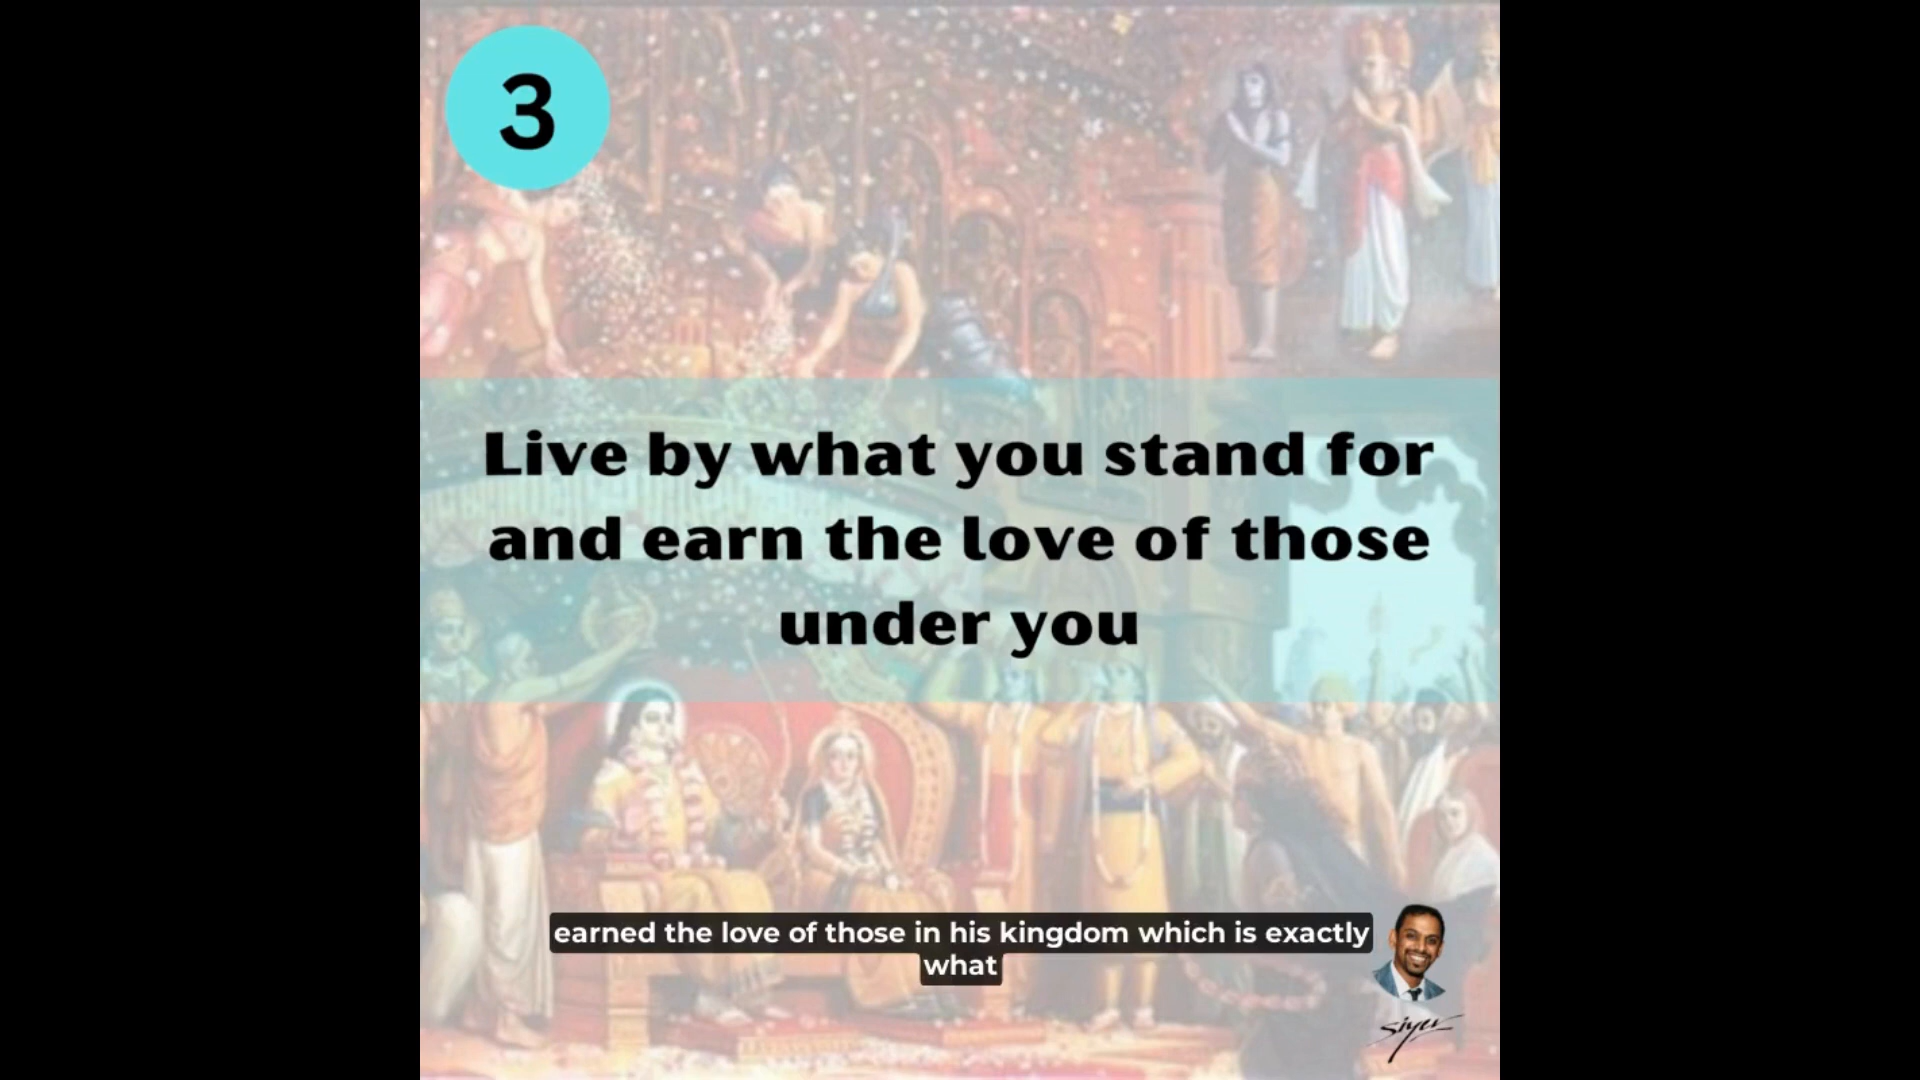 3
Live by what you stand for
and earn the love of those
under you
earned the love of those in his kingdom which is exactly
what
Siyer